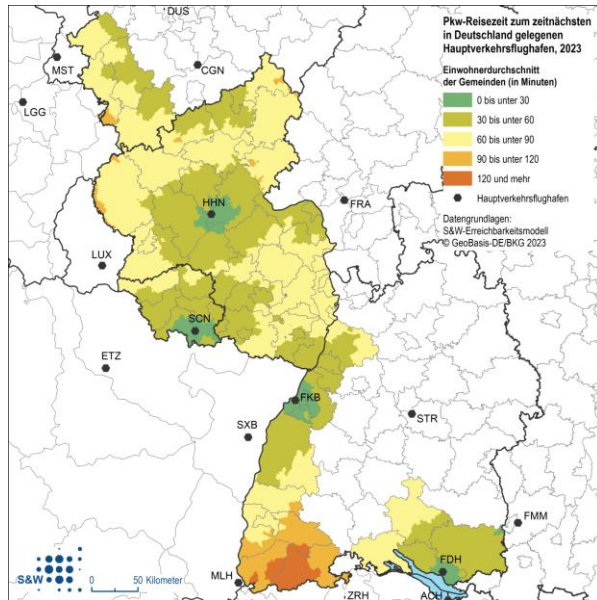 Pkw-Reisezeit zum zeitnächsten
in Deutschland gelegenen
Hauptverkehrsflughafen, 2023
Einwohnerdurchschnitt
der Gemeinden (in Minuten)
0 bis unter 30
30 bis unter 60
60 bis unter 90
90 bis unter 120
120 und mehr
Hauptverkehrsflughafen
Datengrundlagen:
S&W-Erreichbarkeitsmodell
© GeoBasis-DE/BKG 2023
DUS
MST
CGN
LGG
HHN
FRA
LUX
SCN
ETZ
FKB
STR
SXB
FMM
FDH
MLH
ZRH
ACH
S&W
0 50 Kilometer